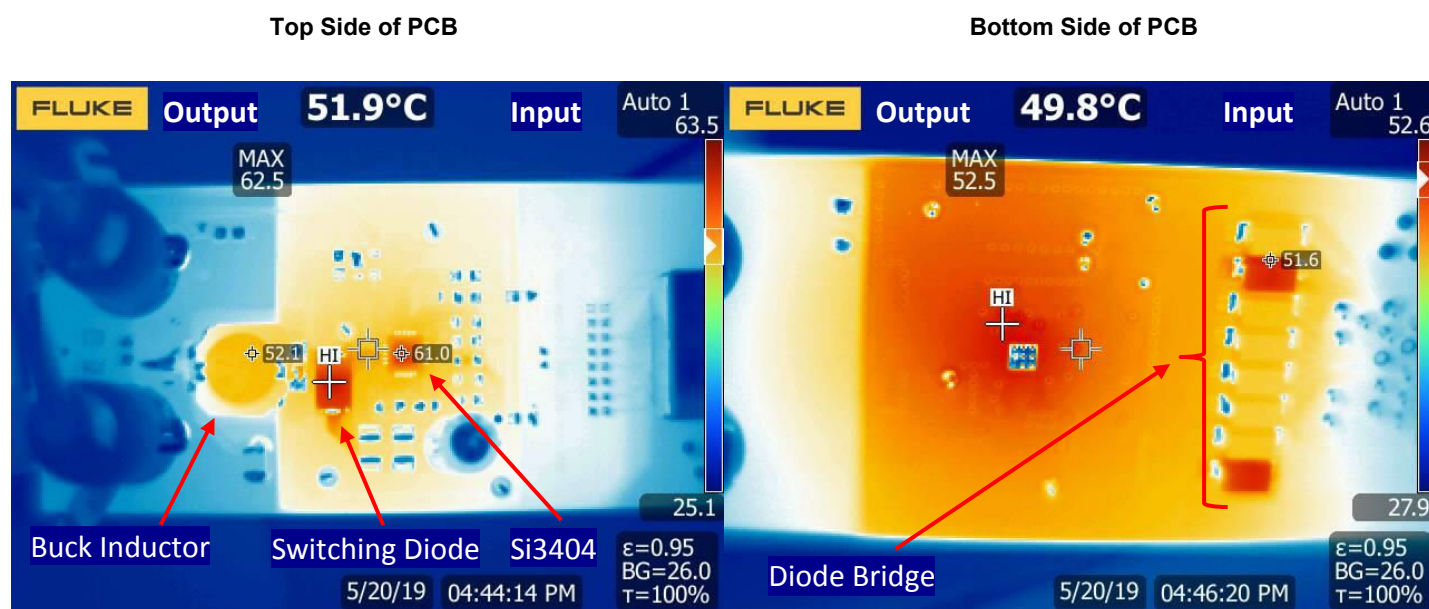 Top Side of PCB
Bottom Side of PCB
FLUKE Output 51.9°C Input Auto 1
63.5
MAX
62.5
52.1 HI 61.0
25.1
Buck Inductor Switching Diode Si3404
ε=0.95
BG=26.0
τ=100%
5/20/19 04:44:14 PM
FLUKE Output 49.8°C Input Auto 1
52.6
MAX
52.5
51.6
HI
27.9
Diode Bridge
ε=0.95
BG=26.0
τ=100%
5/20/19 04:46:20 PM